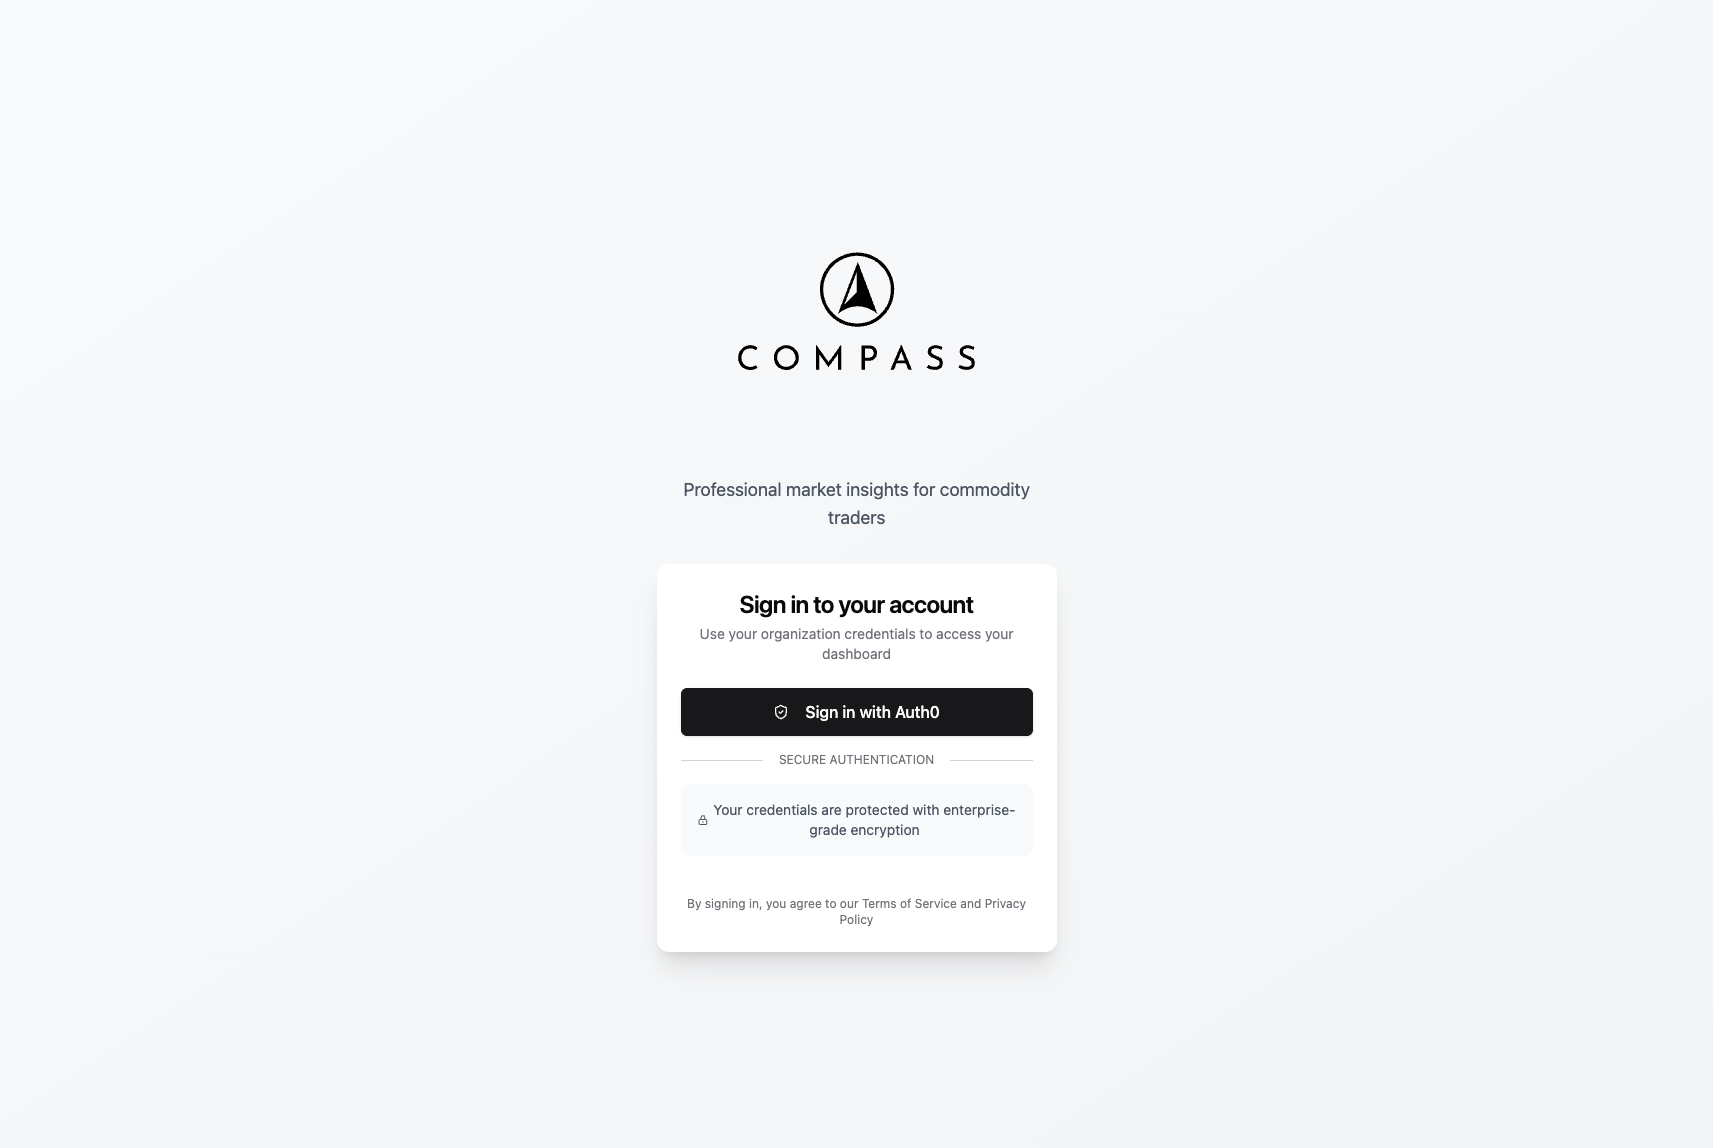 COMPASS
Professional market insights for commodity
traders
Sign in to your account
Use your organization credentials to access your
dashboard
Sign in with Auth0
SECURE AUTHENTICATION
Your credentials are protected with enterprise-
grade encryption
By signing in, you agree to our Terms of Service and Privacy
Policy